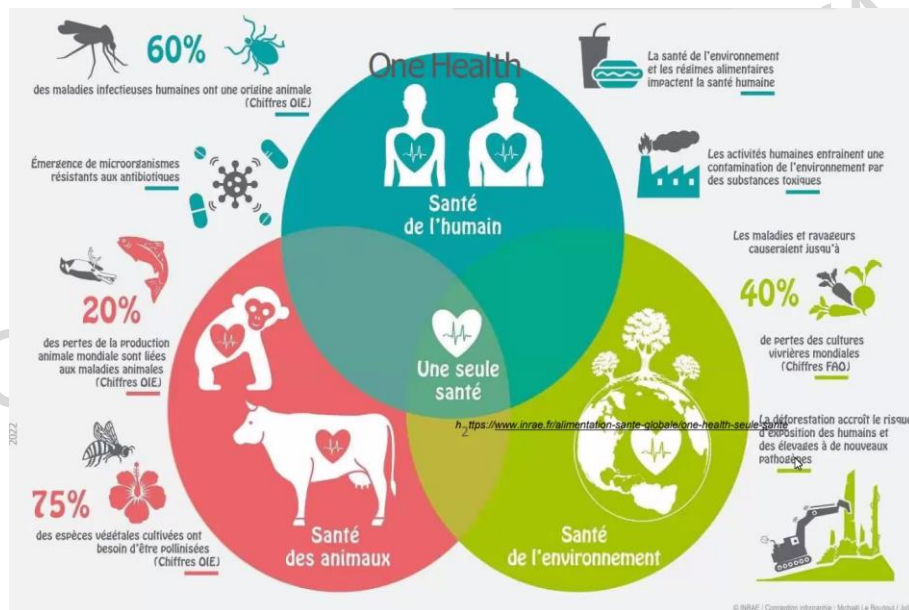 One Health
60%
des maladies infectieuses humaines ont une origine animale
(Chiffres OIE)
Émergence de microorganismes
résistants aux antibiotiques
20%
des pertes de la production
animale mondiale sont liées
aux maladies animales
(Chiffres OIE)
75%
des espèces végétales cultivées ont
besoin d'être pollinisées
(Chiffres OIE)
2022
Santé
de l'humain
Une seule
santé
Santé
des animaux
Santé
de l'environnement
h_ttps://www.inrae.fr/alimentation-sante-globale/one-health-seule-sante
2
La santé de l'environnement
et les régimes alimentaires
impactent la santé humaine
Les activités humaines entrainent une
contamination de l'environnement par
des substances toxiques
Les maladies et ravageurs
causeraient jusqu'à
40%
de pertes des cultures
vivrières mondiales
(Chiffres FAO)
La déforestation accroît le risque
d'exposition des humains et
des élevages à de nouveaux
pathogènes
© INRAE / Conception infographie : Michaël Le Bourlout /